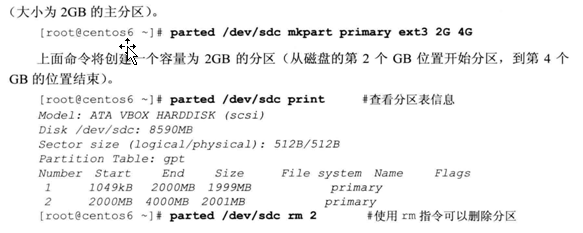 （大小为 2GB 的主分区）。
[root@centos6 ~]# parted /dev/sdc mkpart primary ext3 2G 4G
上面命令将创建一个容量为 2GB 的分区（从磁盘的第 2 个 GB 位置开始分区，到第 4 个
GB 的位置结束）。
[root@centos6 ~]# parted /dev/sdc print #查看分区表信息
Model: ATA VBOX HARDDISK (scsi)
Disk /dev/sdc: 8590MB
Sector size (logical/physical): 512B/512B
Partition Table: gpt
Number Start End Size File system Name Flags
1 1049kB 2000MB 1999MB primary
2 2000MB 4000MB 2001MB primary
[root@centos6 ~]# parted /dev/sdc rm 2 #使用 rm 指令可以删除分区